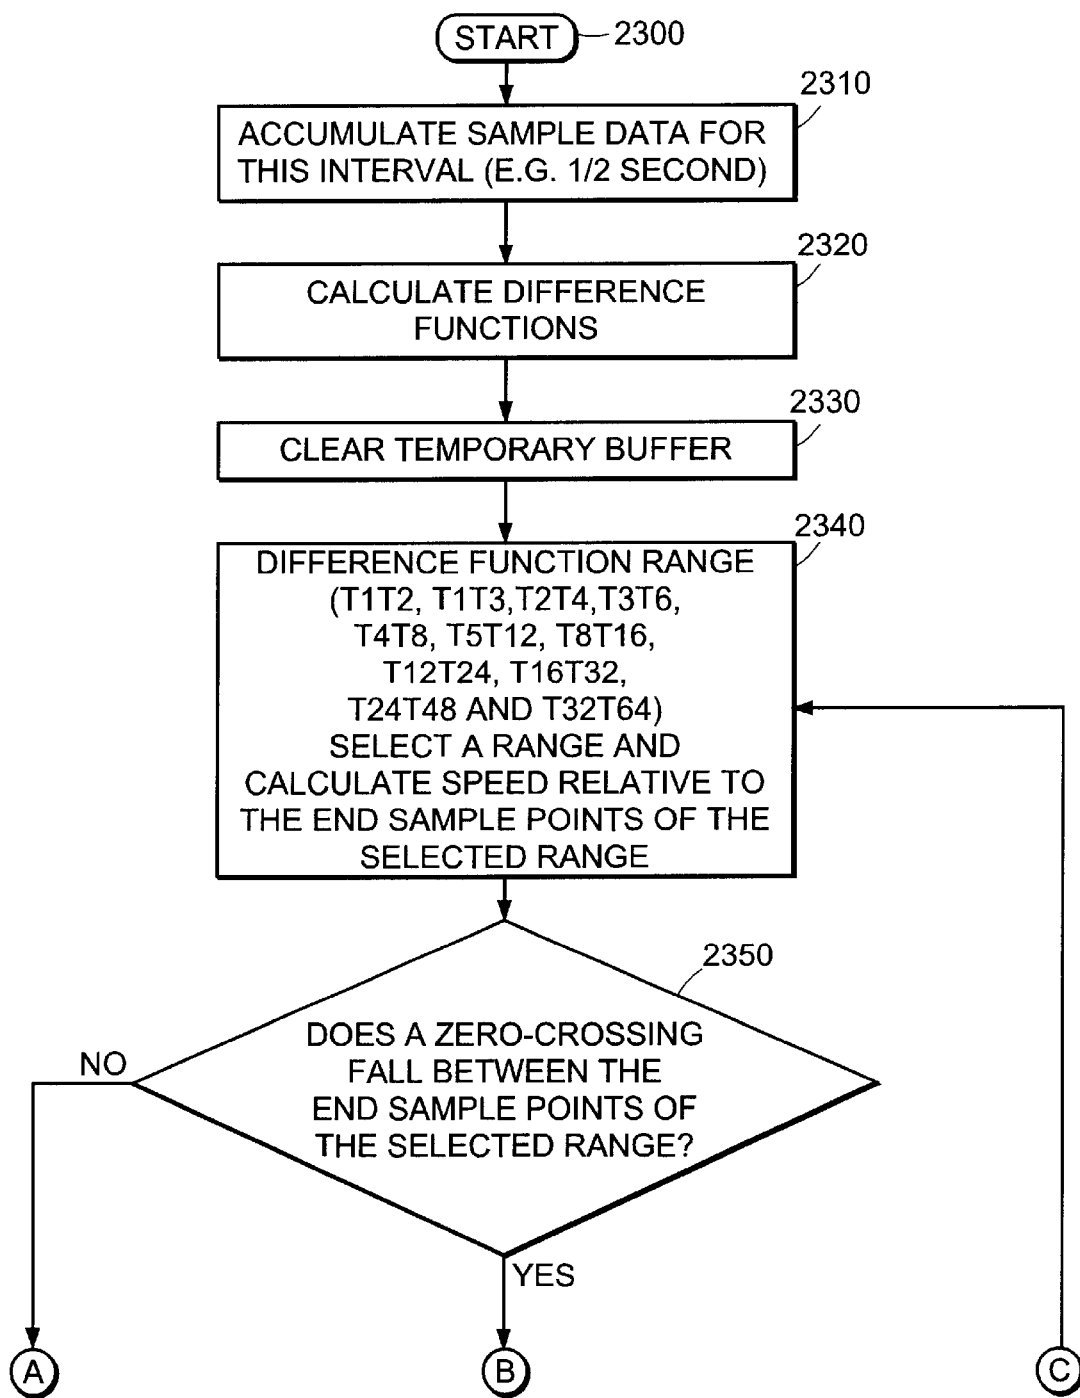 START
2300
2310
ACCUMULATE SAMPLE DATA FOR
THIS INTERVAL (E.G. 1/2 SECOND)
2320
CALCULATE DIFFERENCE
FUNCTIONS
2330
CLEAR TEMPORARY BUFFER
2340
DIFFERENCE FUNCTION RANGE
(T1T2, T1T3,T2T4,T3T6,
T4T8, T5T12, T8T16,
T12T24, T16T32,
T24T48 AND T32T64)
SELECT A RANGE AND
CALCULATE SPEED RELATIVE TO
THE END SAMPLE POINTS OF THE
SELECTED RANGE
2350
DOES A ZERO-CROSSING
FALL BETWEEN THE
END SAMPLE POINTS OF
THE SELECTED RANGE?
NO
YES
A
B
C